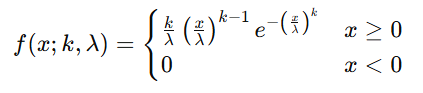 f(x; k, λ) = { k/λ (x/λ)^{k−1} e^{−(x/λ)^k} x ≥ 0
0 x < 0